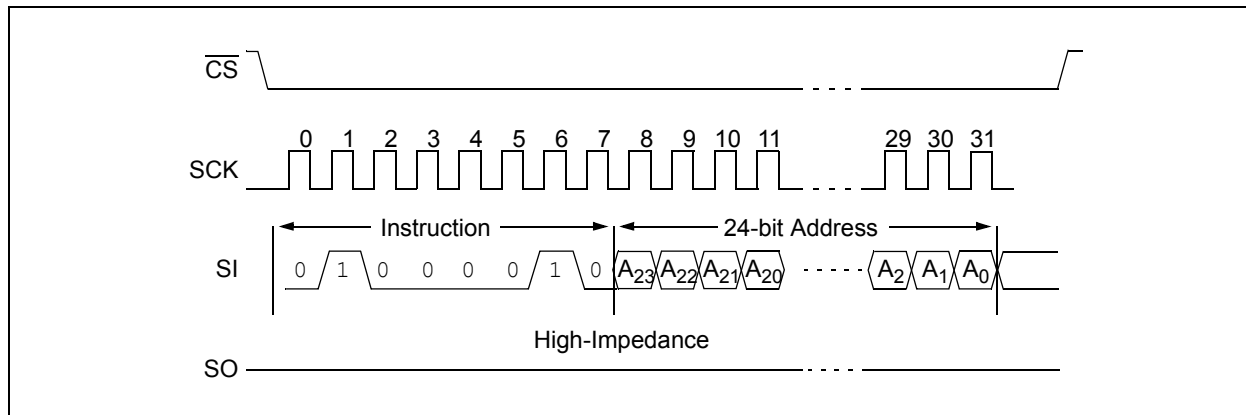 CS
0 1 2 3 4 5 6 7 8 9 10 11 29 30 31
SCK
Instruction 24-bit Address
SI 0 1 0 0 0 0 1 0 A23 A22 A21 A20 A2 A1 A0
High-Impedance
SO